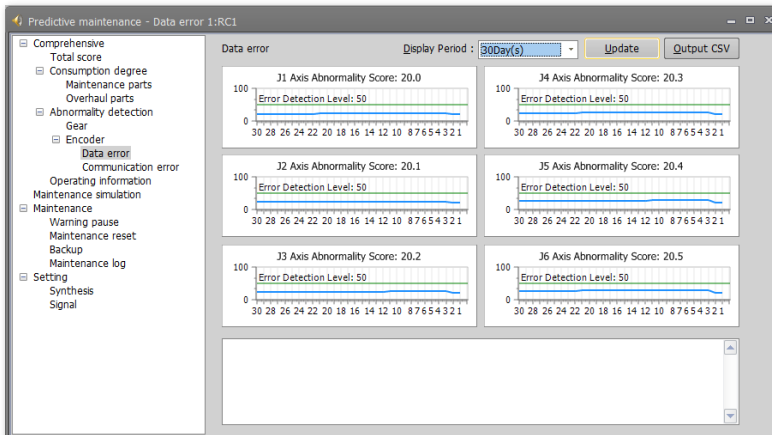 Predictive maintenance - Data error 1:RC1
Comprehensive
Total score
Consumption degree
Maintenance parts
Overhaul parts
Abnormality detection
Gear
Encoder
Data error
Communication error
Operating information
Maintenance simulation
Maintenance
Warning pause
Maintenance reset
Backup
Maintenance log
Setting
Synthesis
Signal
Data error Display Period : 30Day(s) Update Output CSV
J1 Axis Abnormality Score: 20.0
100
Error Detection Level: 50
0
30 28 26 24 22 20 18 16 14 12 10 8 7 6 5 4 3 2 1
J4 Axis Abnormality Score: 20.3
100
Error Detection Level: 50
0
30 28 26 24 22 20 18 16 14 12 10 8 7 6 5 4 3 2 1
J2 Axis Abnormality Score: 20.1
100
Error Detection Level: 50
0
30 28 26 24 22 20 18 16 14 12 10 8 7 6 5 4 3 2 1
J5 Axis Abnormality Score: 20.4
100
Error Detection Level: 50
0
30 28 26 24 22 20 18 16 14 12 10 8 7 6 5 4 3 2 1
J3 Axis Abnormality Score: 20.2
100
Error Detection Level: 50
0
30 28 26 24 22 20 18 16 14 12 10 8 7 6 5 4 3 2 1
J6 Axis Abnormality Score: 20.5
100
Error Detection Level: 50
0
30 28 26 24 22 20 18 16 14 12 10 8 7 6 5 4 3 2 1